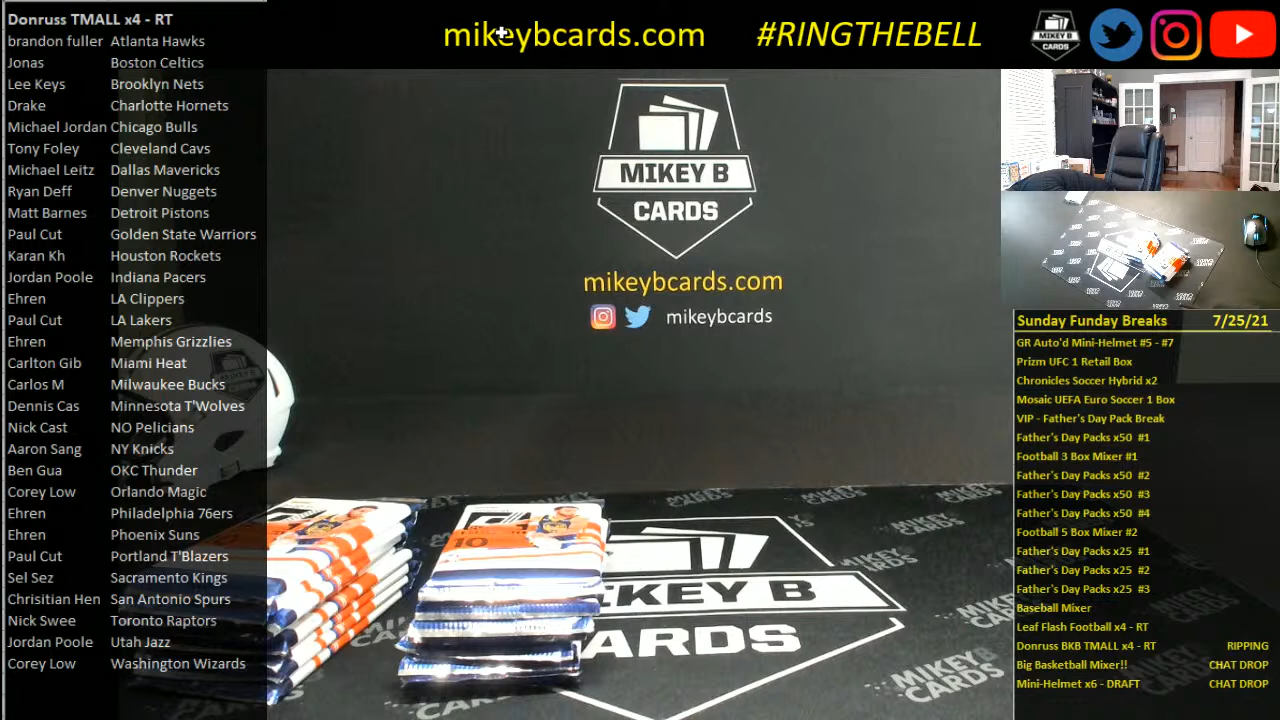 Donruss TMALL x4 - RT
brandon fuller Atlanta Hawks
Jonas Boston Celtics
Lee Keys Brooklyn Nets
Drake Charlotte Hornets
Michael Jordan Chicago Bulls
Tony Foley Cleveland Cavs
Michael Leitz Dallas Mavericks
Ryan Deff Denver Nuggets
Matt Barnes Detroit Pistons
Paul Cut Golden State Warriors
Karan Kh Houston Rockets
Jordan Poole Indiana Pacers
Ehren LA Clippers
Paul Cut LA Lakers
Ehren Memphis Grizzlies
Carlton Gib Miami Heat
Carlos M Milwaukee Bucks
Dennis Cas Minnesota T'Wolves
Nick Cast NO Pelicians
Aaron Sang NY Knicks
Ben Gua OKC Thunder
Corey Low Orlando Magic
Ehren Philadelphia 76ers
Ehren Phoenix Suns
Paul Cut Portland T'Blazers
Sel Sez Sacramento Kings
Chrisitian Hen San Antonio Spurs
Nick Swee Toronto Raptors
Jordan Poole Utah Jazz
Corey Low Washington Wizards
mikeybcards.com #RINGTHEBELL
MIKEY B
CARDS
MIKEY B
CARDS
mikeybcards.com
mikeybcards
KEY B
CARDS
MIKEY B
CARDS
Sunday Funday Breaks 7/25/21
GR Auto'd Mini-Helmet #5 - #7
Prizm UFC 1 Retail Box
Chronicles Soccer Hybrid x2
Mosaic UEFA Euro Soccer 1 Box
VIP - Father's Day Pack Break
Father's Day Packs x50 #1
Football 3 Box Mixer #1
Father's Day Packs x50 #2
Father's Day Packs x50 #3
Father's Day Packs x50 #4
Football 5 Box Mixer #2
Father's Day Packs x25 #1
Father's Day Packs x25 #2
Father's Day Packs x25 #3
Baseball Mixer
Leaf Flash Football x4 - RT
Donruss BKB TMALL x4 - RT RIPPING
Big Basketball Mixer!! CHAT DROP
Mini-Helmet x6 - DRAFT CHAT DROP